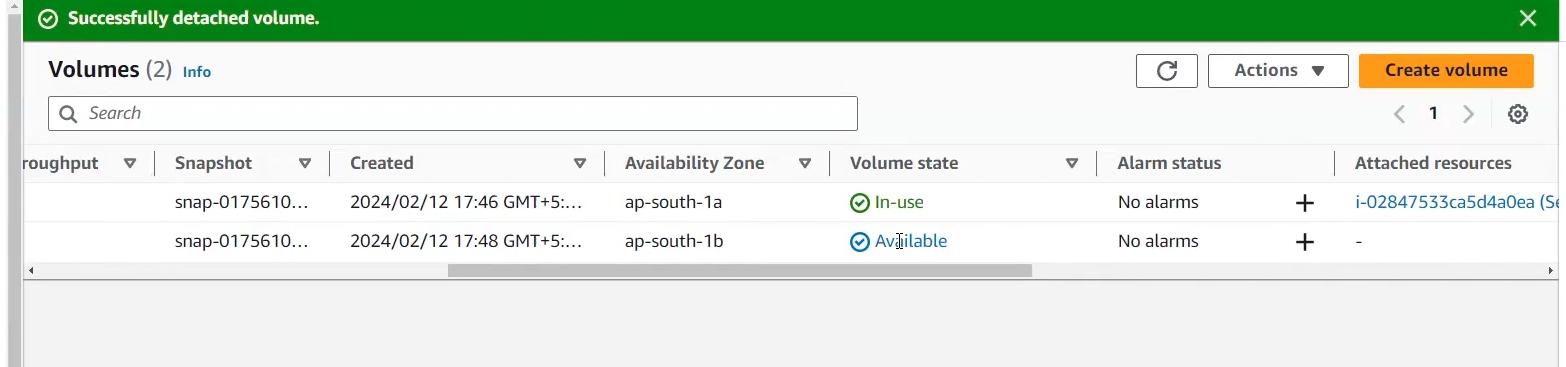 Successfully detached volume.
Volumes (2) Info
Actions
Create volume
Search
1
roughput Snapshot Created Availability Zone Volume state Alarm status Attached resources
snap-0175610... 2024/02/12 17:46 GMT+5:... ap-south-1a In-use No alarms + i-02847533ca5d4a0ea (Se
snap-0175610... 2024/02/12 17:48 GMT+5:... ap-south-1b Available No alarms + -